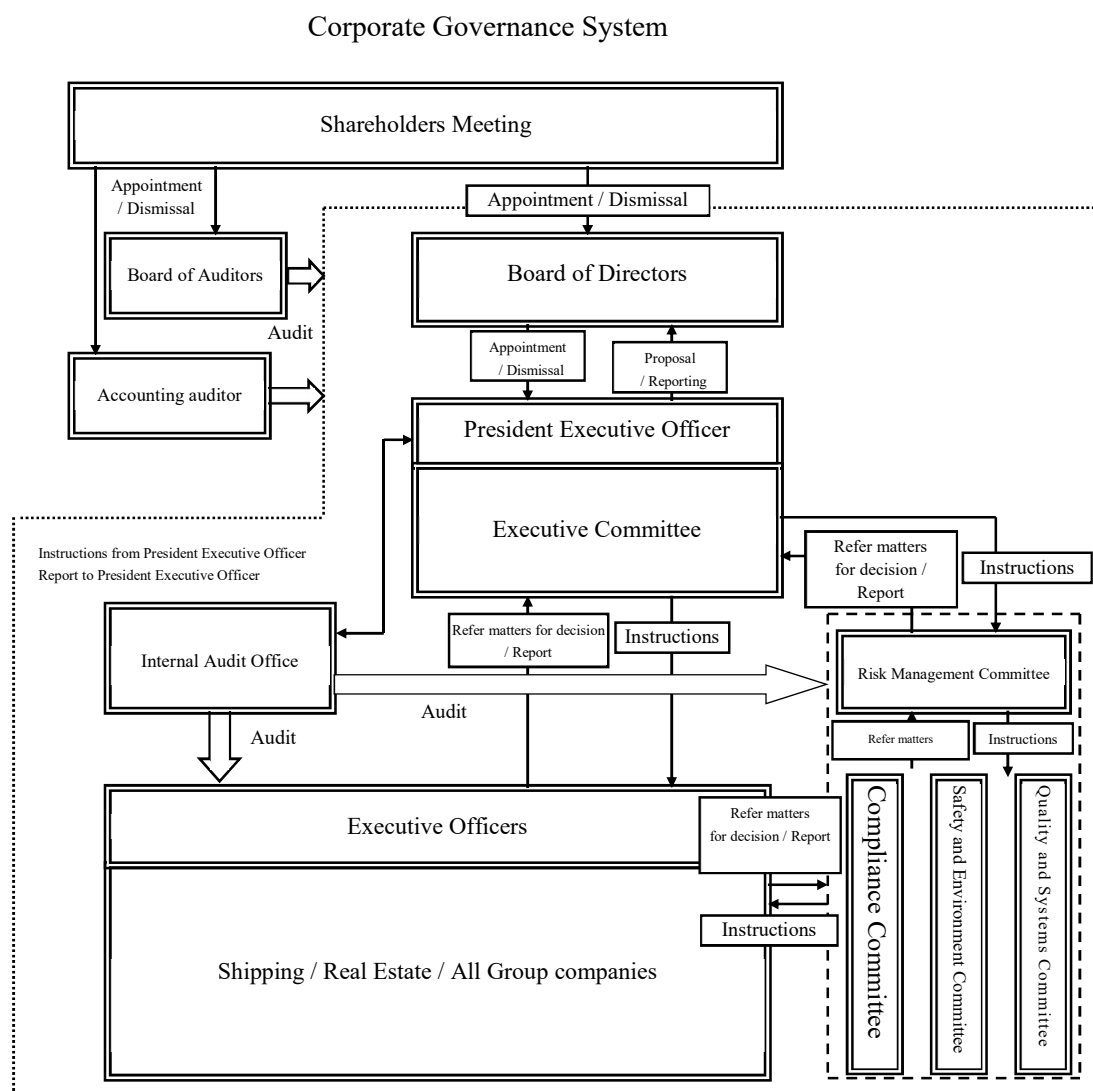 Corporate Governance System
Shareholders Meeting
Appointment
/ Dismissal
Appointment / Dismissal
Board of Auditors
Board of Directors
Audit
Appointment
/ Dismissal
Proposal
/ Reporting
Accounting auditor
President Executive Officer
Executive Committee
Instructions from President Executive Officer
Report to President Executive Officer
Refer matters
for decision /
Report
Instructions
Refer matters for decision
/ Report
Instructions
Internal Audit Office
Risk Management Committee
Audit
Audit
Refer matters
Instructions
Executive Officers
Refer matters
for decision / Report
Instructions
Shipping / Real Estate / All Group companies
Compliance Committee
Safety and Environment Committee
Quality and Systems Committee